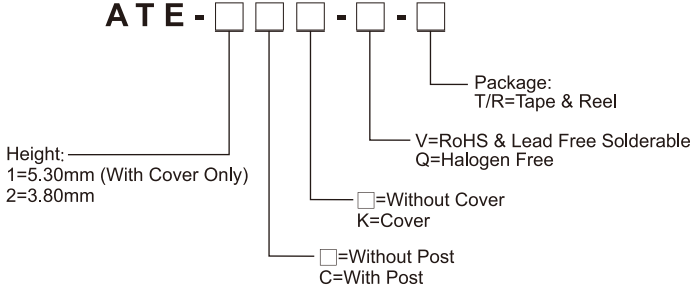 ATE-□□□-□-□
Package:
T/R=Tape & Reel
V=RoHS & Lead Free Solderable
Q=Halogen Free
Height:
1=5.30mm (With Cover Only)
2=3.80mm
□=Without Cover
K=Cover
□=Without Post
C=With Post